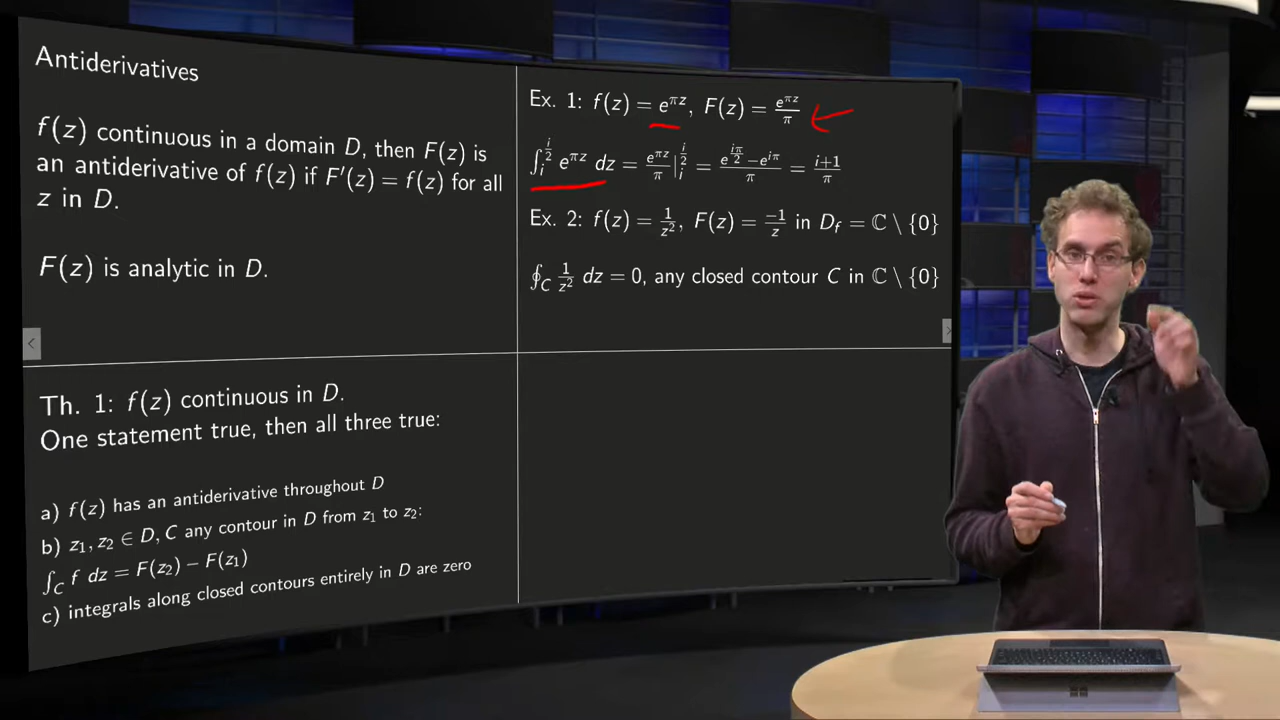 Antiderivatives
f(z) continuous in a domain D, then F(z) is
an antiderivative of f(z) if F′(z) = f(z) for all
z in D.
F(z) is analytic in D.
Ex. 1: f(z) = e^{πz}, F(z) = e^{πz}/π
∫_i^{i/2} e^{πz} dz = e^{πz}/π |_i^{i/2} = (e^{iπ/2} − e^{iπ})/π = (i+1)/π
Ex. 2: f(z) = 1/z², F(z) = −1/z in D_f = ℂ \ {0}
∮_C 1/z² dz = 0, any closed contour C in ℂ \ {0}
Th. 1: f(z) continuous in D.
One statement true, then all three true:
a) f(z) has an antiderivative throughout D
b) z₁, z₂ ∈ D, C any contour in D from z₁ to z₂:
∫_C f dz = F(z₂) − F(z₁)
c) integrals along closed contours entirely in D are zero